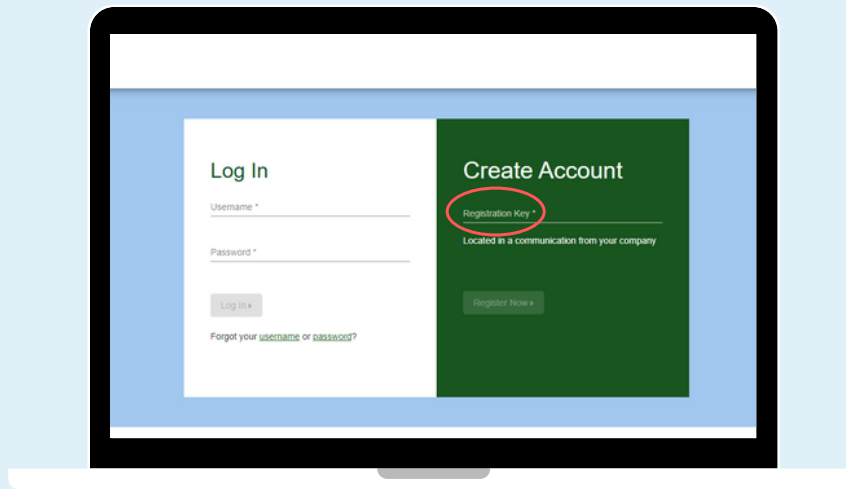 Log In
Username *
Password *
Log In
Forgot your username or password?
Create Account
Registration Key *
Located in a communication from your company
Register Now